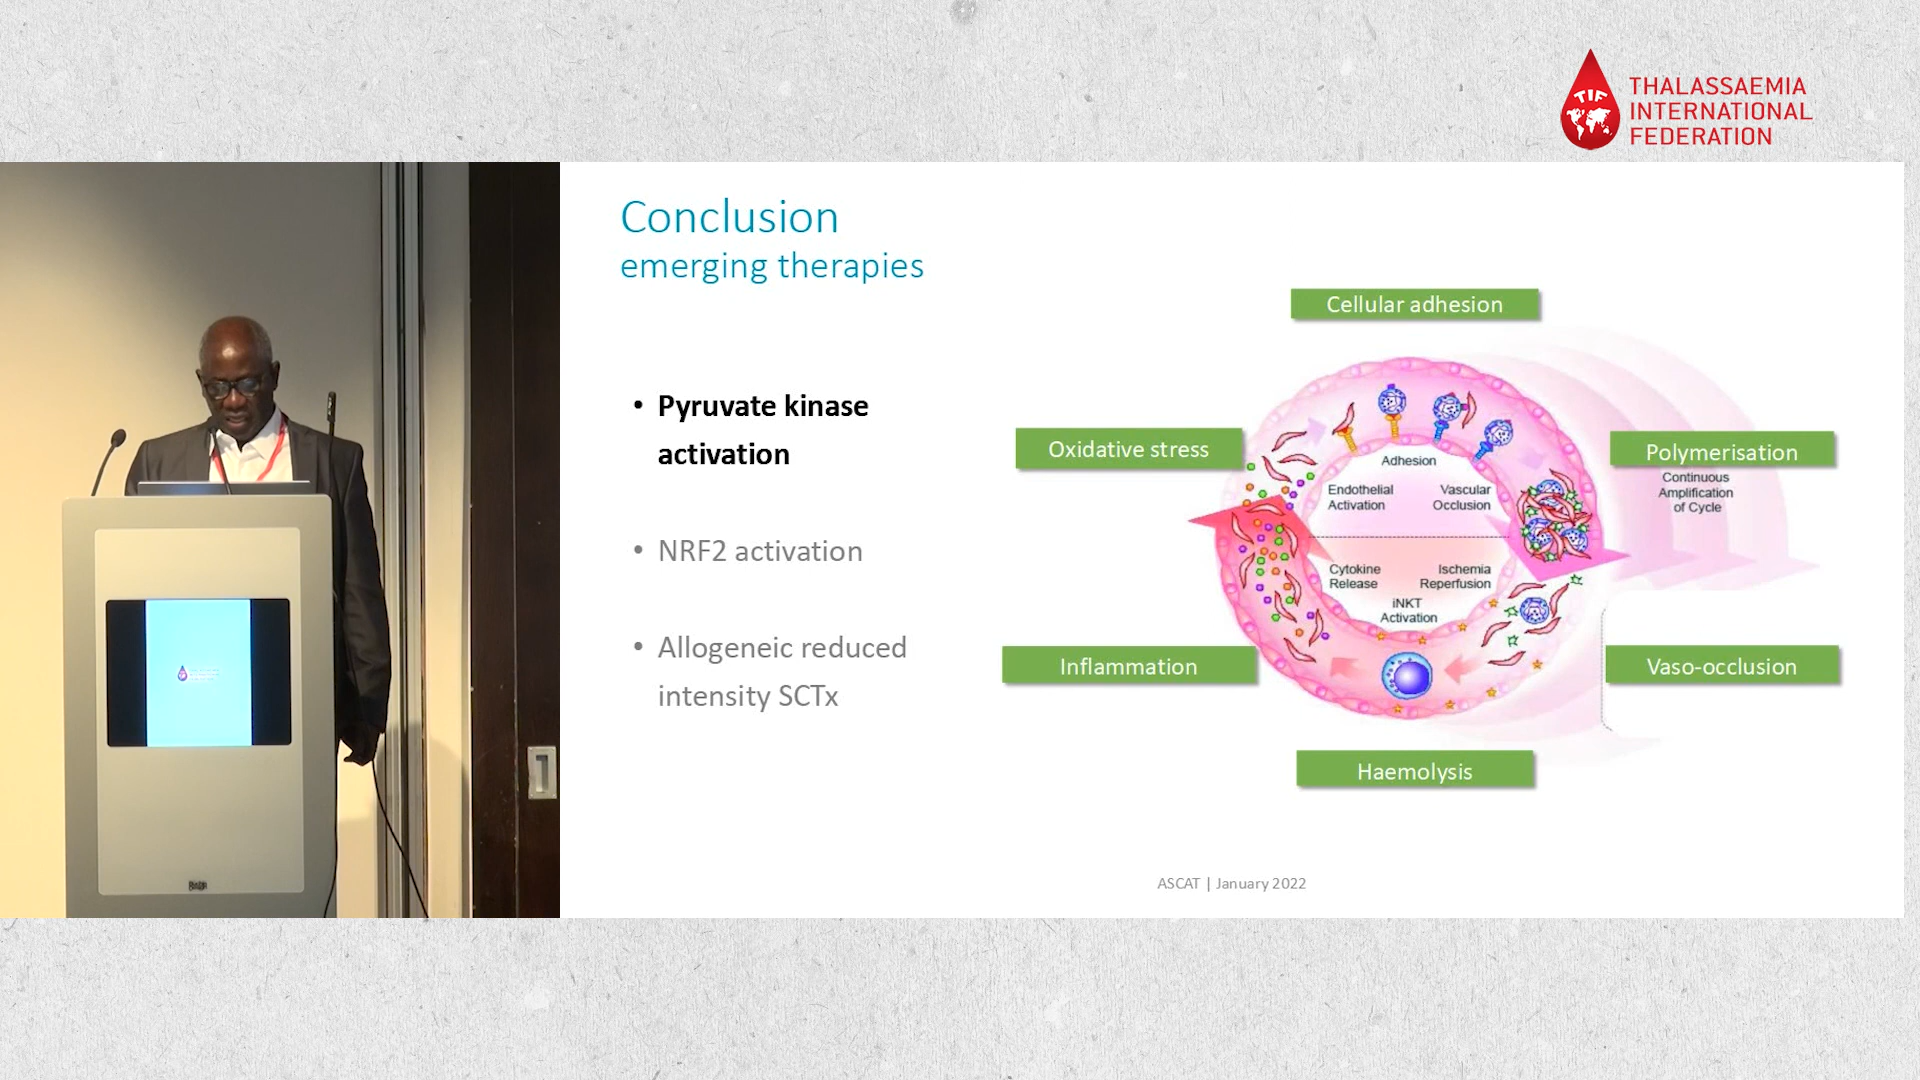 TIF
THALASSAEMIA
INTERNATIONAL
FEDERATION
Conclusion
emerging therapies
• Pyruvate kinase
activation
• NRF2 activation
• Allogeneic reduced
intensity SCTx
Cellular adhesion
Oxidative stress
Polymerisation
Adhesion
Endothelial
Activation
Vascular
Occlusion
Continuous
Amplification
of Cycle
Cytokine
Release
Ischemia
Reperfusion
iNKT
Activation
Inflammation
Vaso-occlusion
Haemolysis
ASCAT | January 2022